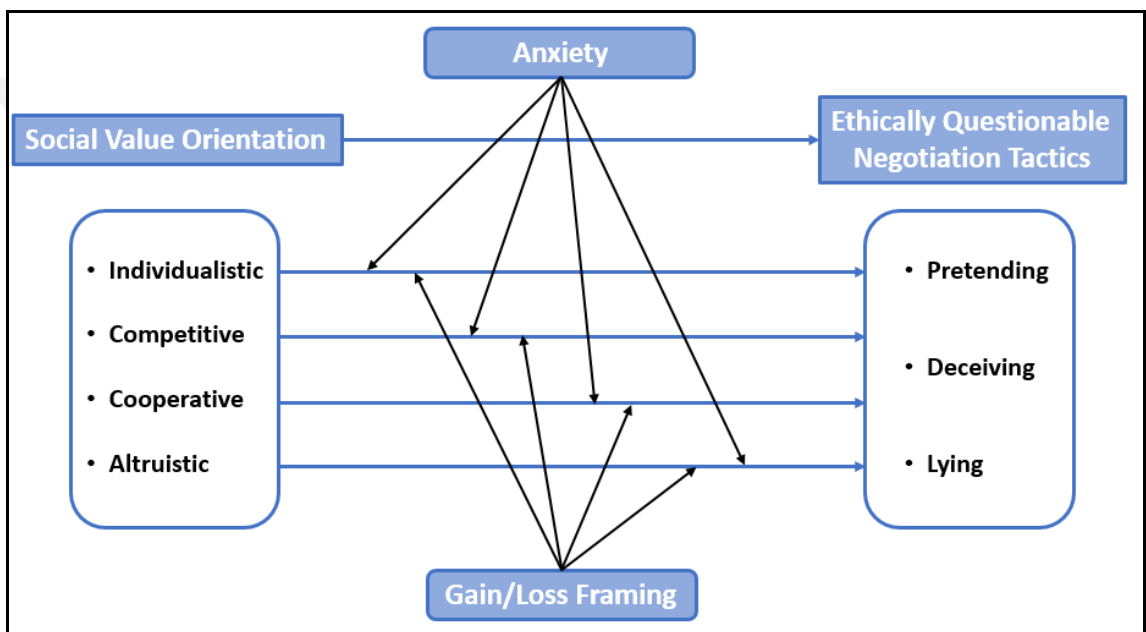 Anxiety
Social Value Orientation
Ethically Questionable
Negotiation Tactics
• Individualistic
• Competitive
• Cooperative
• Altruistic
• Pretending
• Deceiving
• Lying
Gain/Loss Framing